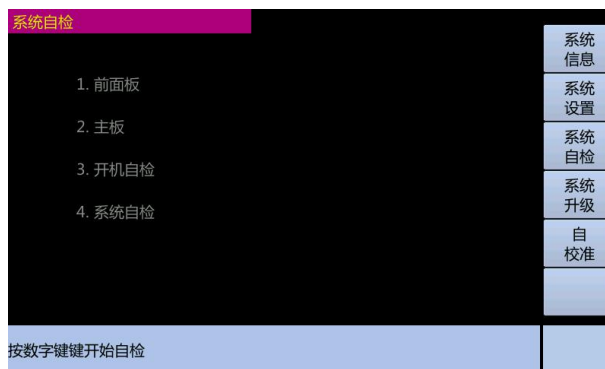 系统自检
1. 前面板
2. 主板
3. 开机自检
4. 系统自检
系统
信息
系统
设置
系统
自检
系统
升级
自
校准
按数字键键开始自检